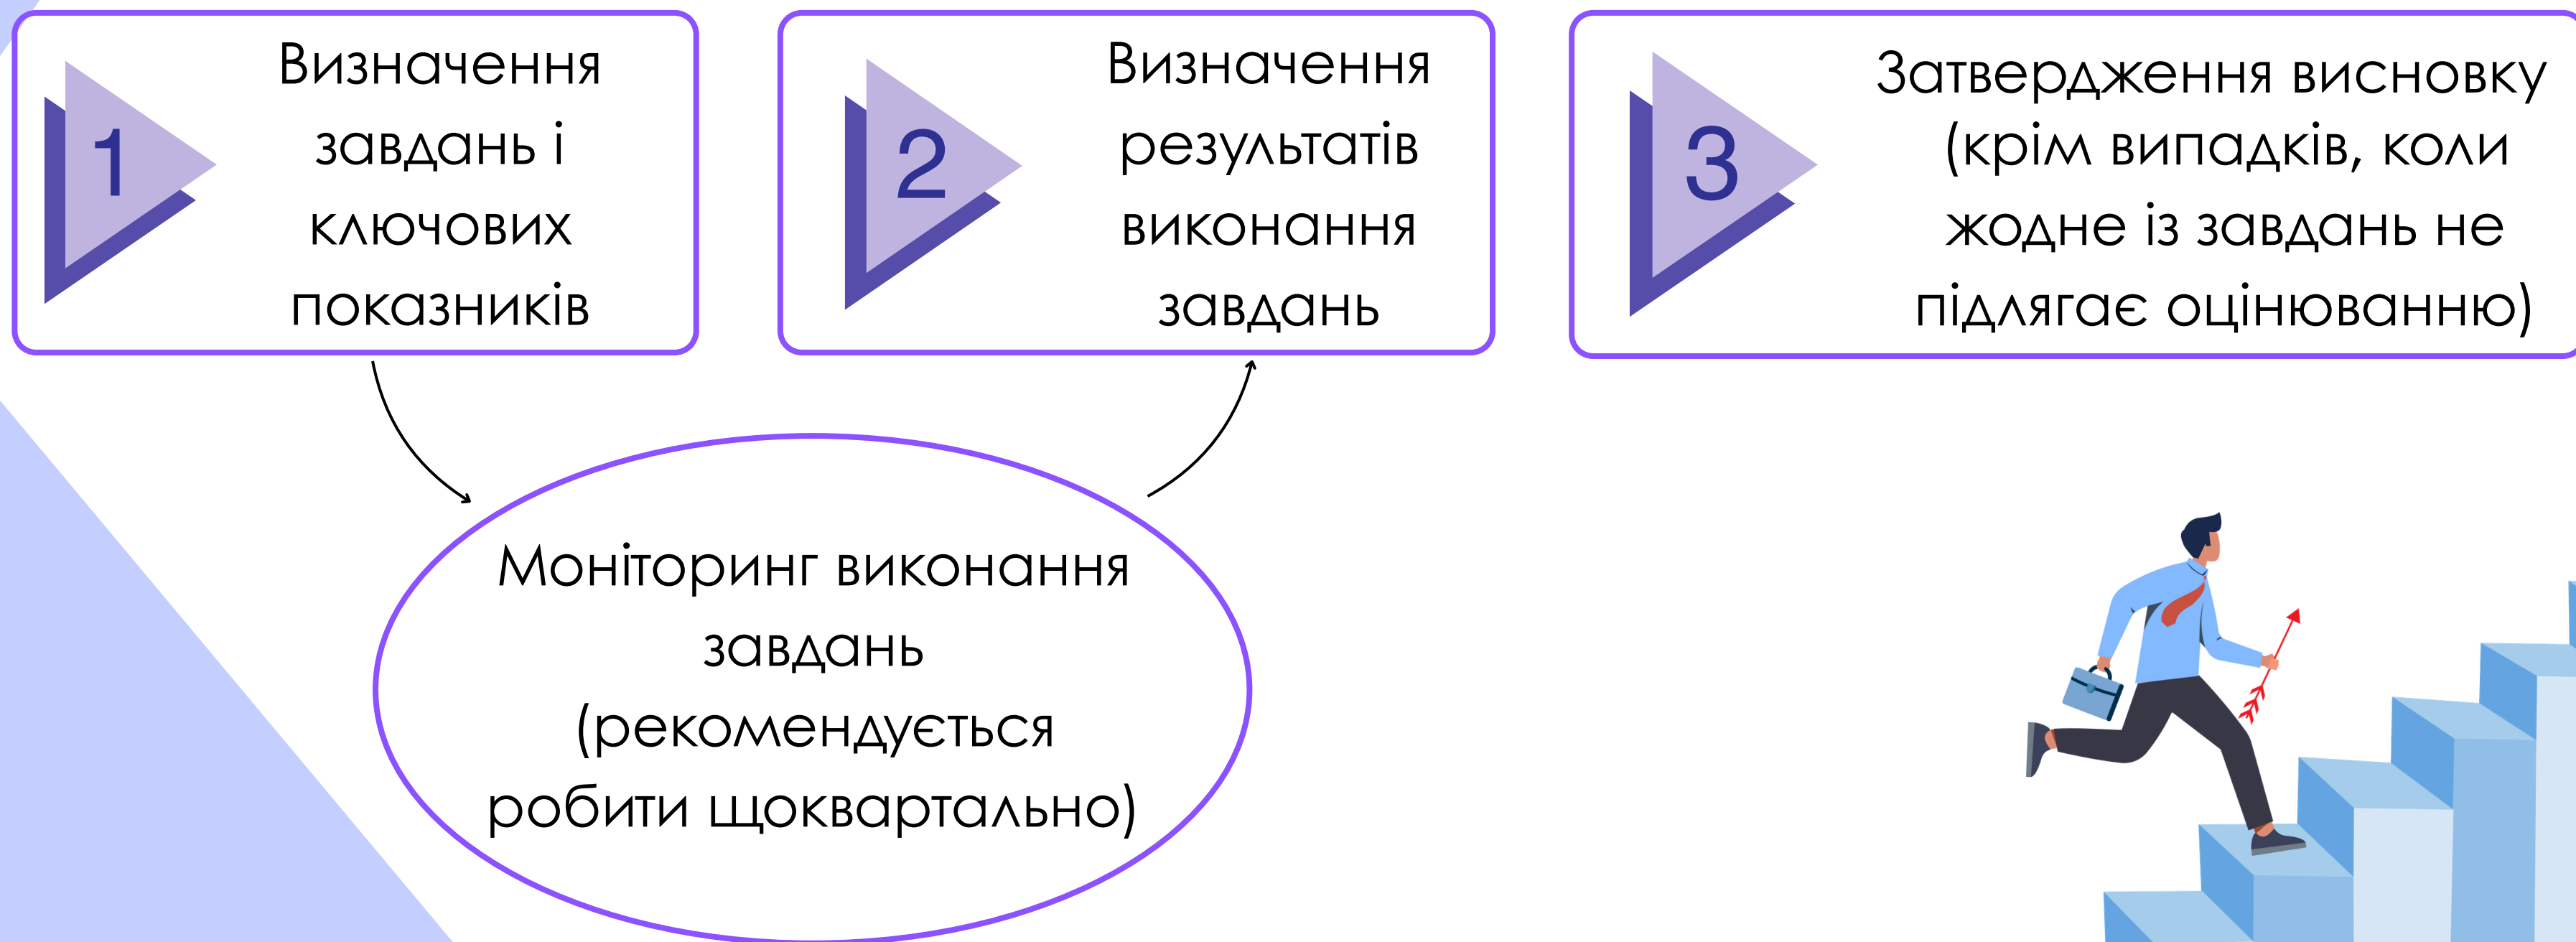 1
Визначення
завдань і
ключових
показників
2
Визначення
результатів
виконання
завдань
3
Затвердження висновку
(крім випадків, коли
жодне із завдань не
підлягає оцінюванню)
Моніторинг виконання
завдань
(рекомендується
робити щоквартально)